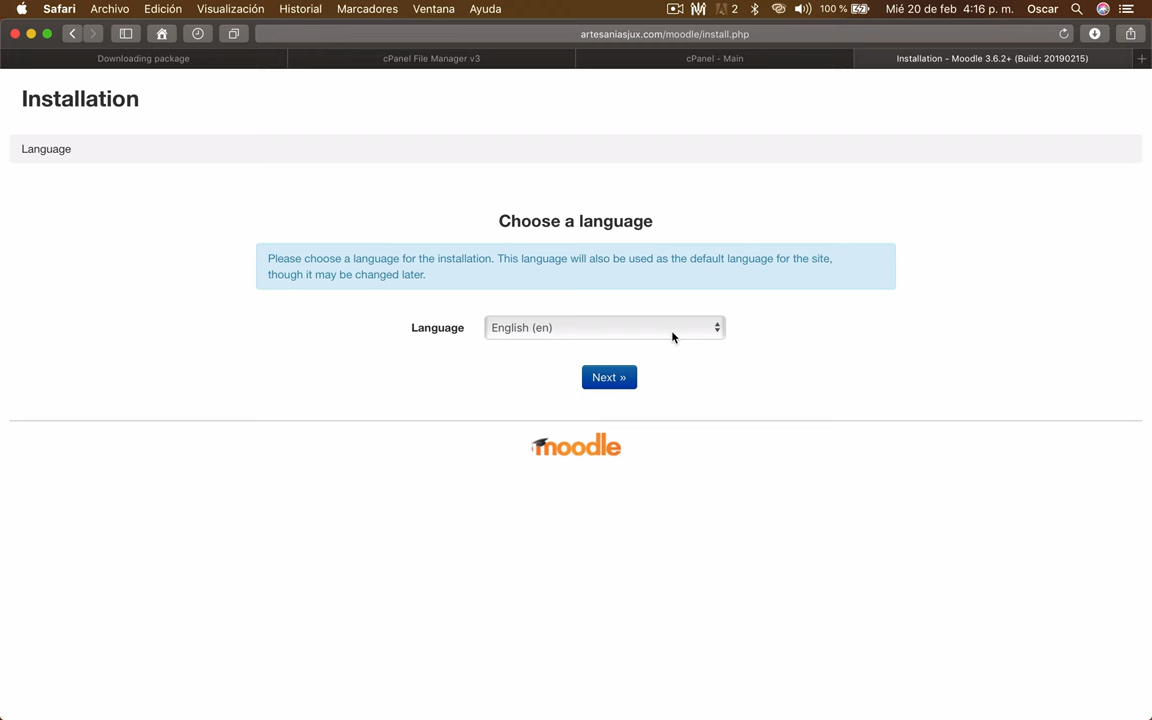 Safari Archivo Edición Visualización Historial Marcadores Ventana Ayuda 2 100 % Mié 20 de feb 4:16 p. m. Oscar
artesaniasjux.com/moodle/install.php
Downloading package cPanel File Manager v3 cPanel - Main Installation - Moodle 3.6.2+ (Build: 20190215)
Installation
Language
Choose a language
Please choose a language for the installation. This language will also be used as the default language for the site,
though it may be changed later.
Language English (en)
Next »
moodle